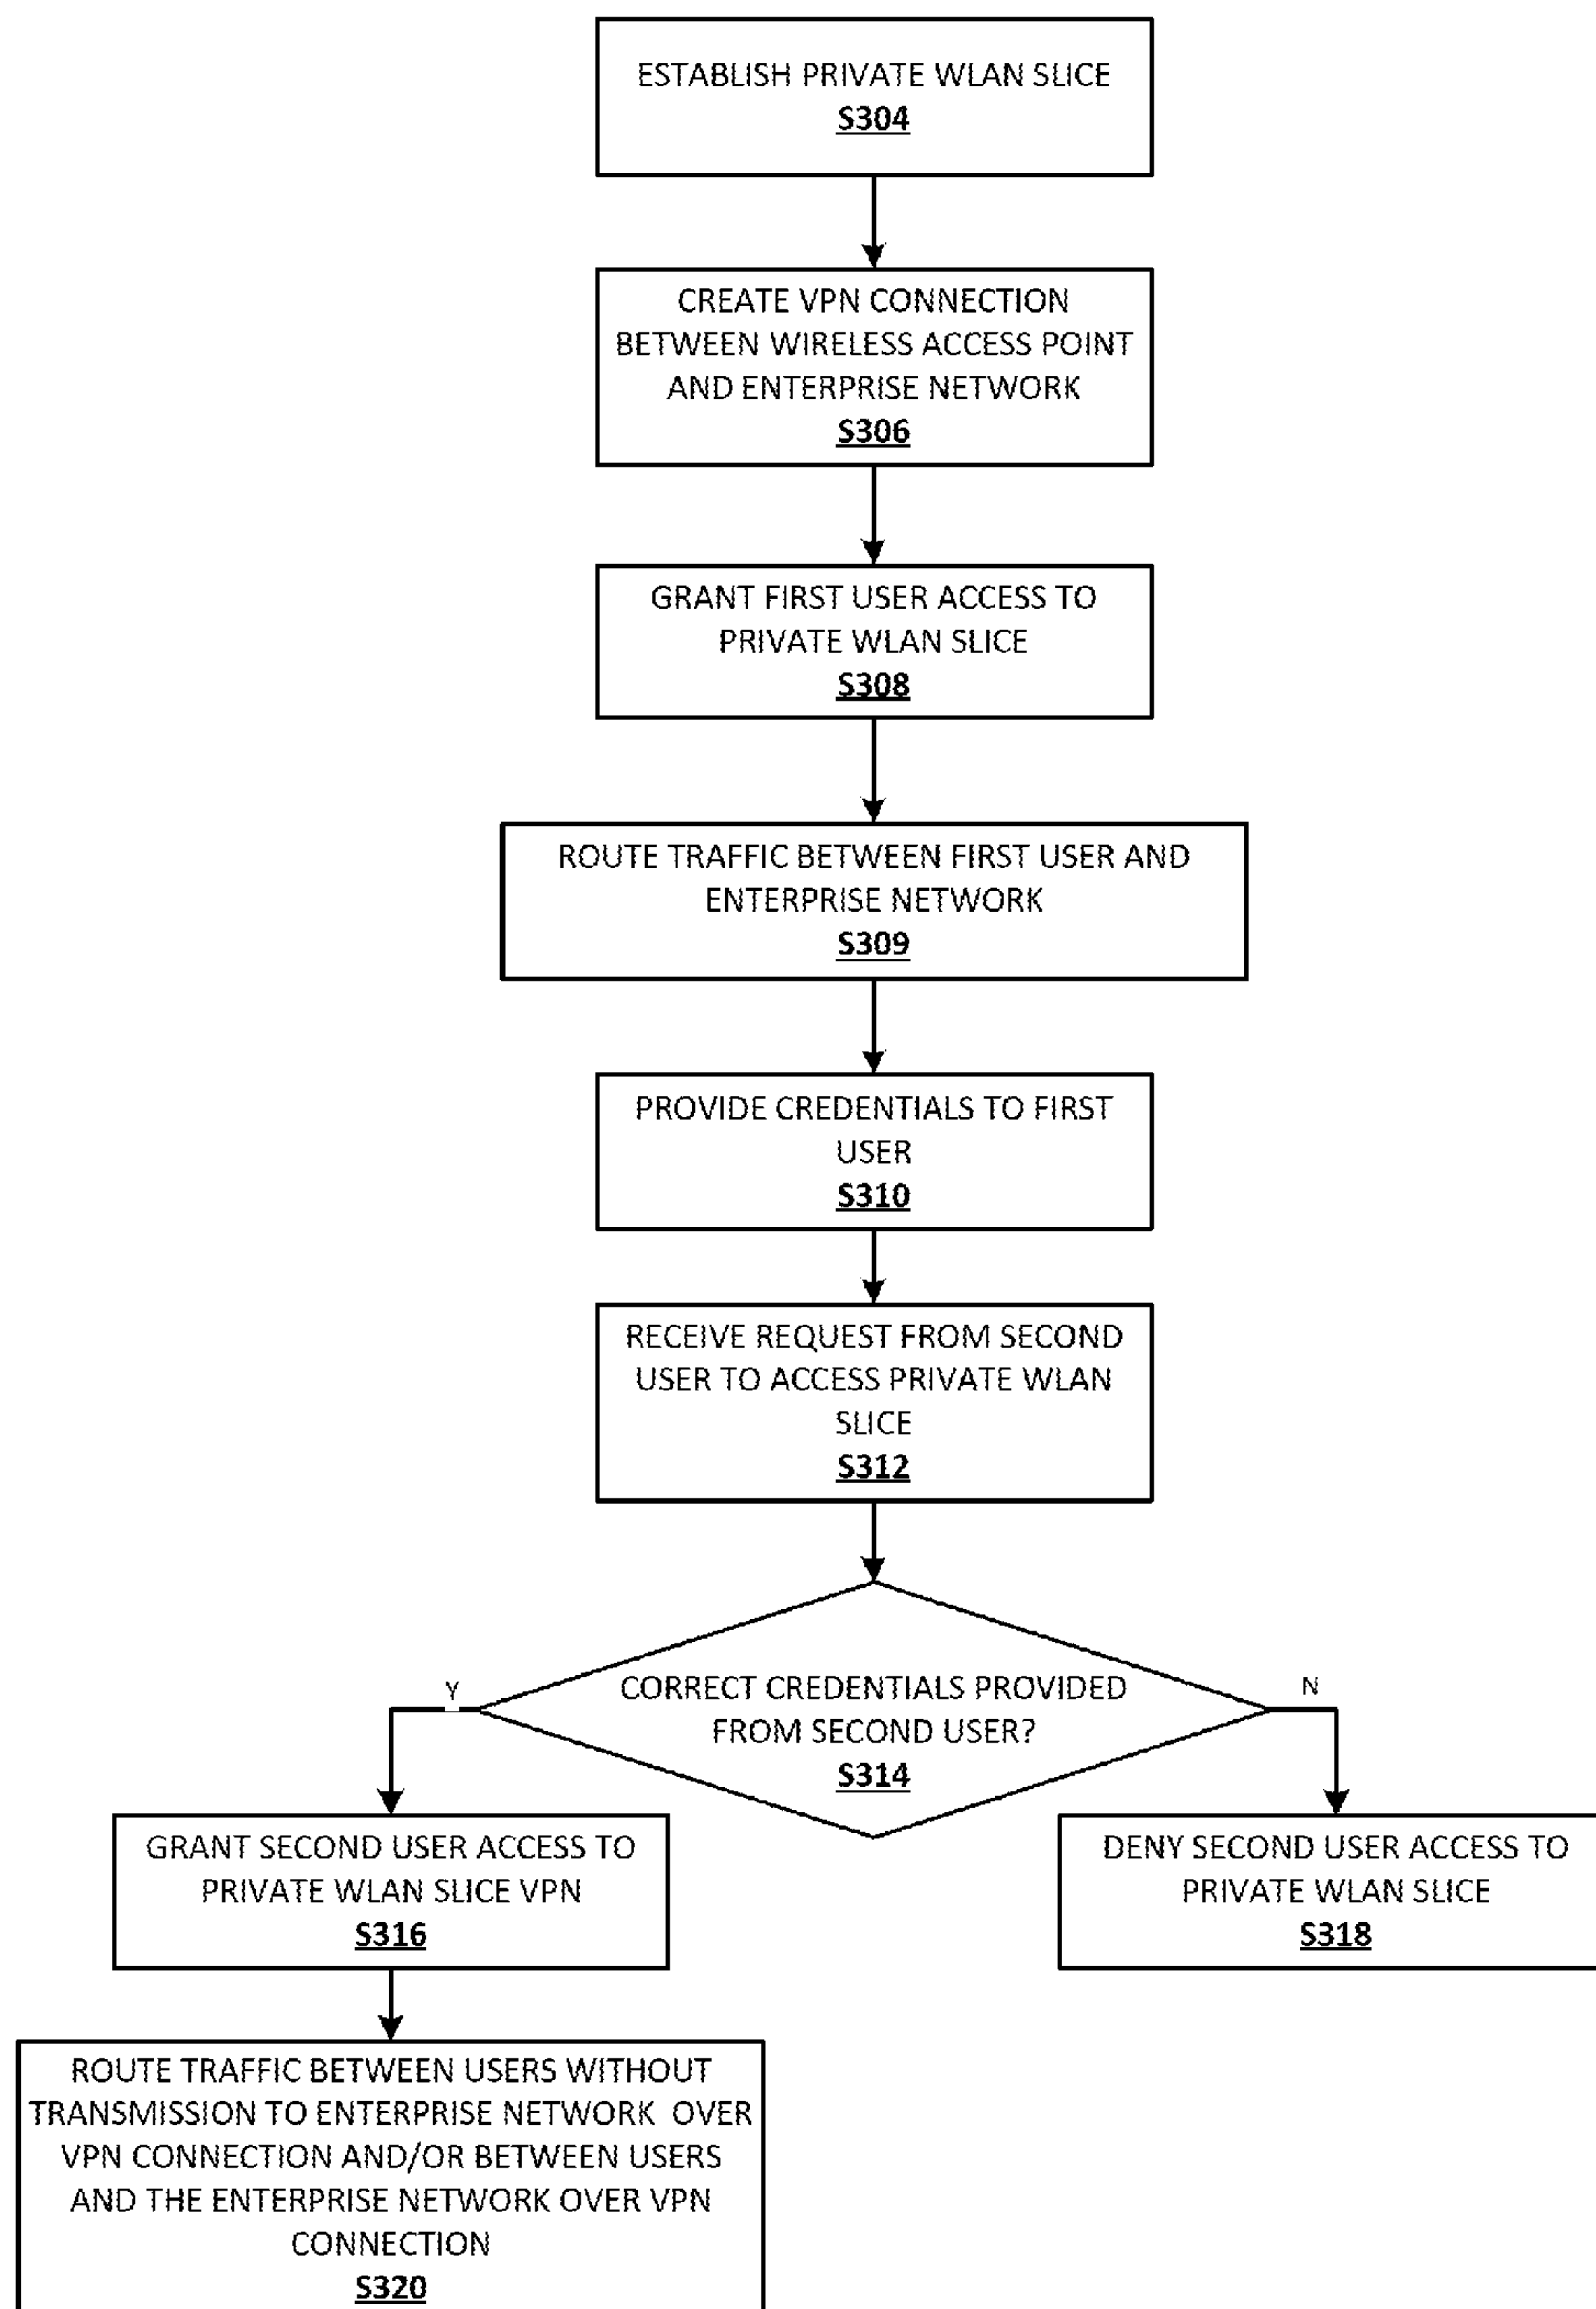 ESTABLISH PRIVATE WLAN SLICE
S304
CREATE VPN CONNECTION
BETWEEN WIRELESS ACCESS POINT
AND ENTERPRISE NETWORK
S306
GRANT FIRST USER ACCESS TO
PRIVATE WLAN SLICE
S308
ROUTE TRAFFIC BETWEEN FIRST USER AND
ENTERPRISE NETWORK
S309
PROVIDE CREDENTIALS TO FIRST
USER
S310
RECEIVE REQUEST FROM SECOND
USER TO ACCESS PRIVATE WLAN
SLICE
S312
CORRECT CREDENTIALS PROVIDED
FROM SECOND USER?
S314
Y
N
GRANT SECOND USER ACCESS TO
PRIVATE WLAN SLICE VPN
S316
DENY SECOND USER ACCESS TO
PRIVATE WLAN SLICE
S318
ROUTE TRAFFIC BETWEEN USERS WITHOUT
TRANSMISSION TO ENTERPRISE NETWORK OVER
VPN CONNECTION AND/OR BETWEEN USERS
AND THE ENTERPRISE NETWORK OVER VPN
CONNECTION
S320